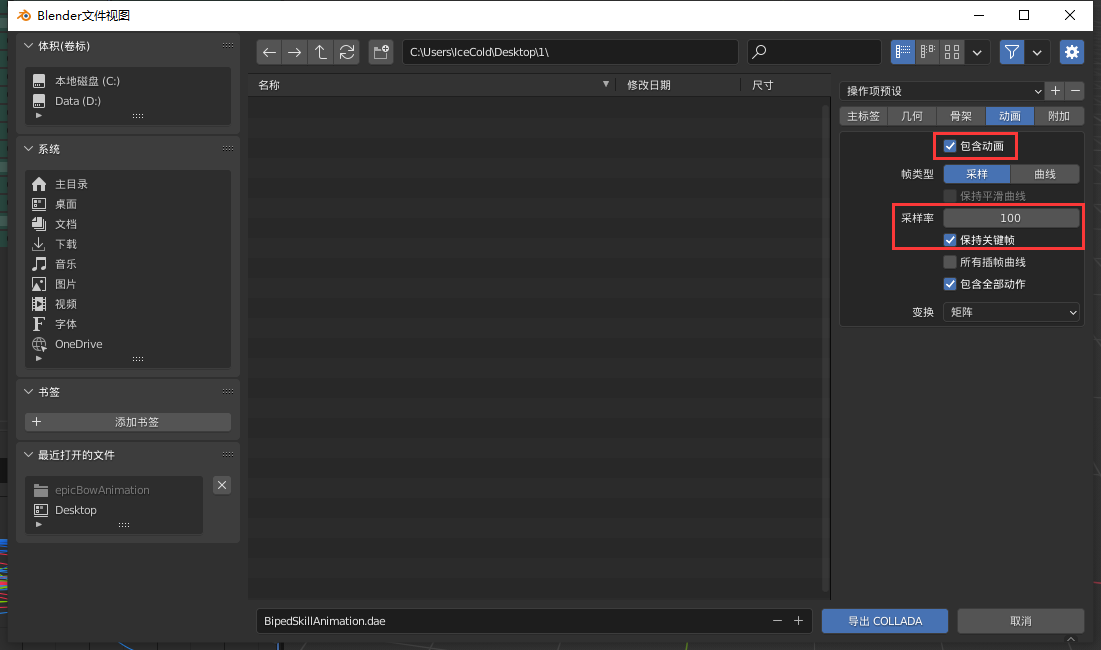 Blender文件视图
体积(卷标)
本地磁盘 (C:)
Data (D:)
系统
主目录
桌面
文档
下载
音乐
图片
视频
字体
OneDrive
书签
添加书签
最近打开的文件
epicBowAnimation
Desktop
C:\Users\IceCold\Desktop\1\
名称 修改日期 尺寸
操作项预设
主标签 几何 骨架 动画 附加
包含动画
帧类型 采样 曲线
保持平滑曲线
采样率 100
保持关键帧
所有插帧曲线
包含全部动作
变换 矩阵
BipedSkillAnimation.dae
导出 COLLADA 取消